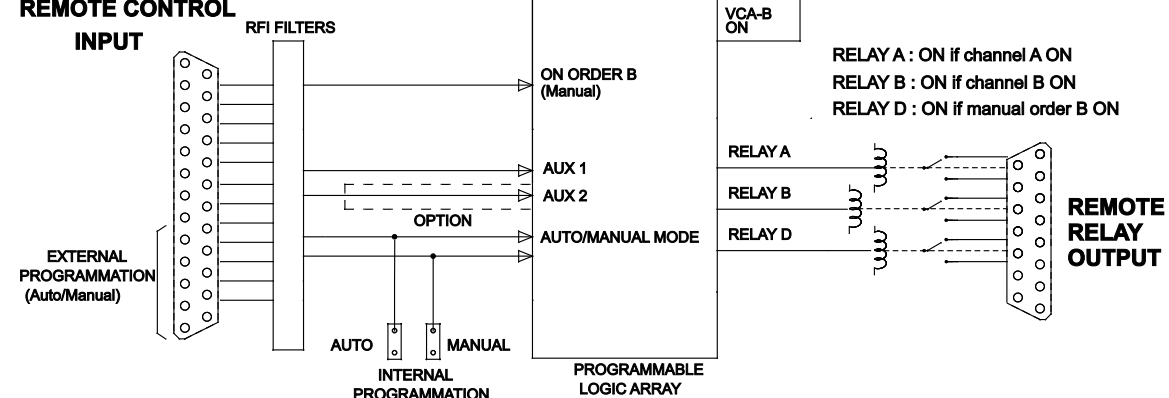 REMOTE CONTROL
INPUT
RFI FILTERS
VCA-B
ON
ON ORDER B
(Manual)
RELAY A : ON if channel A ON
RELAY B : ON if channel B ON
RELAY D : ON if manual order B ON
AUX 1
AUX 2
OPTION
AUTO/MANUAL MODE
RELAY A
RELAY B
RELAY D
REMOTE
RELAY
OUTPUT
EXTERNAL
PROGRAMMATION
(Auto/Manual)
AUTO
MANUAL
INTERNAL
PROGRAMMATION
PROGRAMMABLE
LOGIC ARRAY